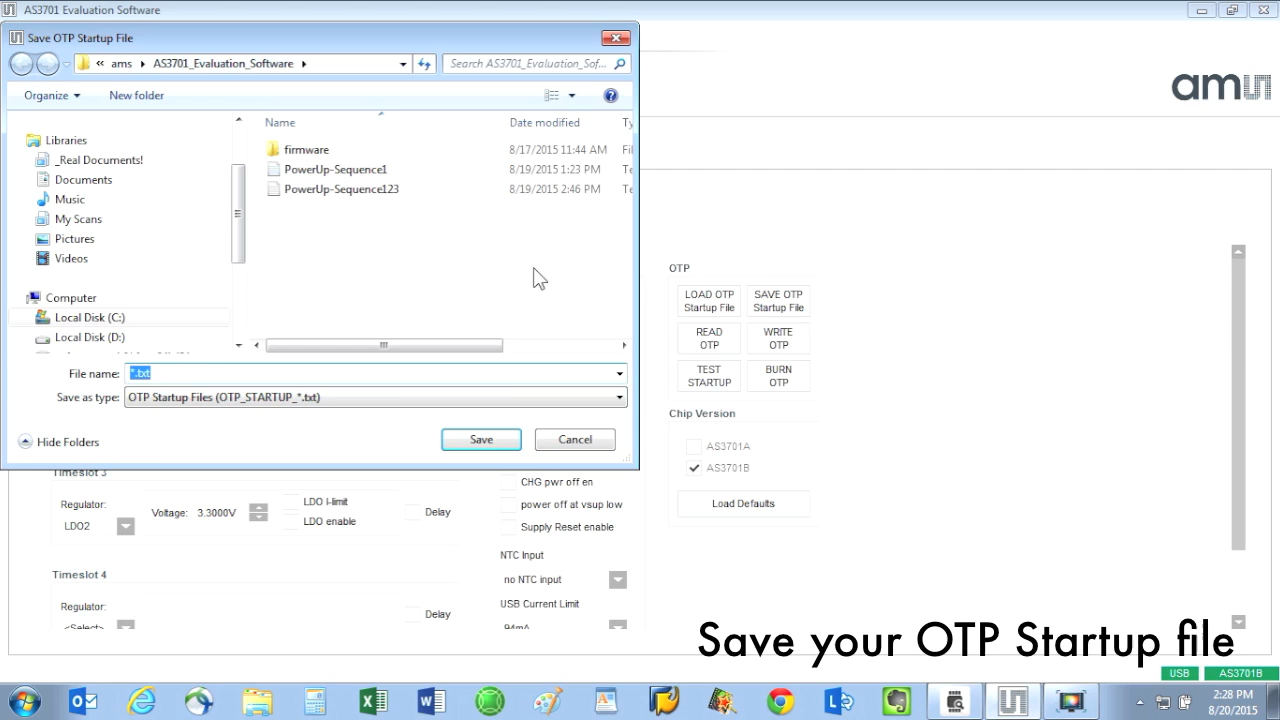 AS3701 Evaluation Software
Save OTP Startup File
« ams AS3701_Evaluation_Software
Search AS3701_Evaluation_Sof...
Organize
New folder
Name
Date modified
Ty
Libraries
_Real Documents!
Documents
Music
My Scans
Pictures
Videos
Computer
Local Disk (C:)
Local Disk (D:)
firmware 8/17/2015 11:44 AM Fil
PowerUp-Sequence1 8/19/2015 1:23 PM Te
PowerUp-Sequence123 8/19/2015 2:46 PM Te
File name: *.txt
Save as type: OTP Startup Files (OTP_STARTUP_*.txt)
Hide Folders
Save
Cancel
amu
OTP
LOAD OTP
Startup File
SAVE OTP
Startup File
READ
OTP
WRITE
OTP
TEST
STARTUP
BURN
OTP
Chip Version
AS3701A
AS3701B
Load Defaults
Timeslot 3
Regulator:
LDO2
Voltage: 3.3000V
LDO I-limit
LDO enable
Delay
Timeslot 4
Regulator:
<Select>
Delay
CHG pwr off en
power off at vsup low
Supply Reset enable
NTC Input
no NTC input
USB Current Limit
94mA
Save your OTP Startup file
USB
AS3701B
2:28 PM
8/20/2015